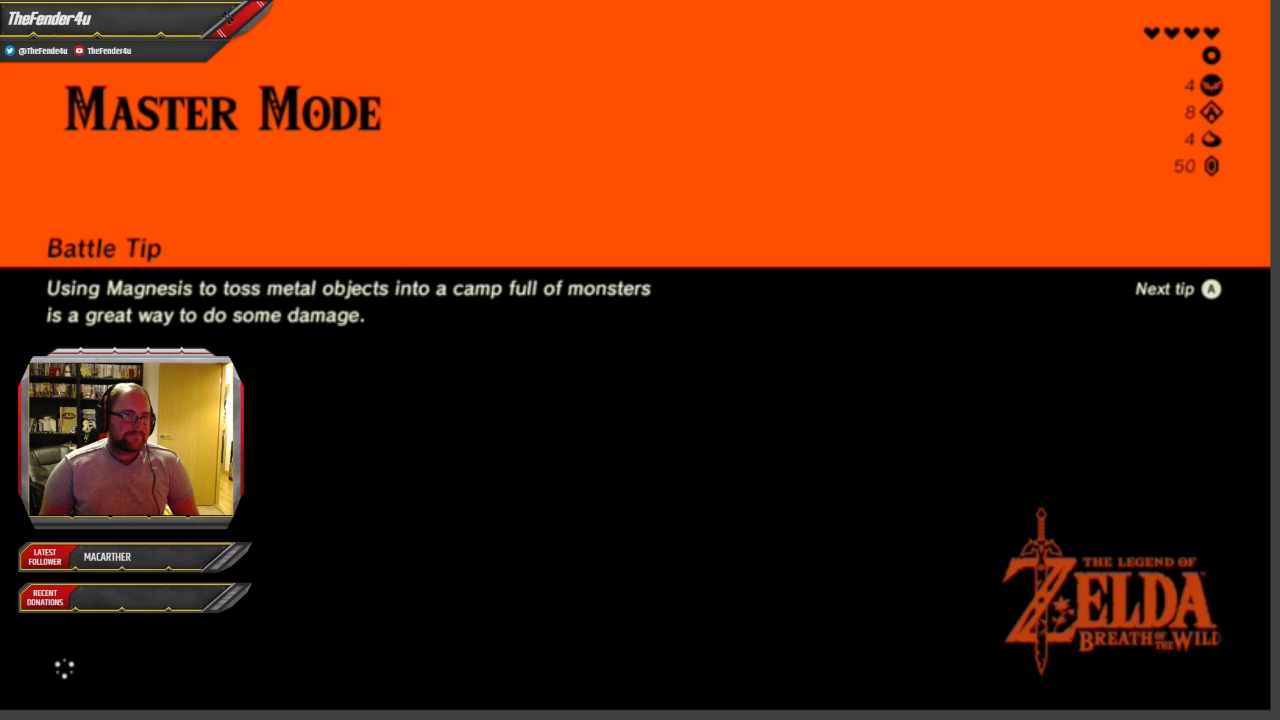 TheFender4u
@TheFende4u TheFender4u
MASTER MODE
4
8
4
50
Battle Tip
Using Magnesis to toss metal objects into a camp full of monsters
is a great way to do some damage.
Next tip A
LATEST
FOLLOWER
MACARTHER
RECENT
DONATIONS
THE LEGEND OF
ZELDA
BREATH OF THE WILD